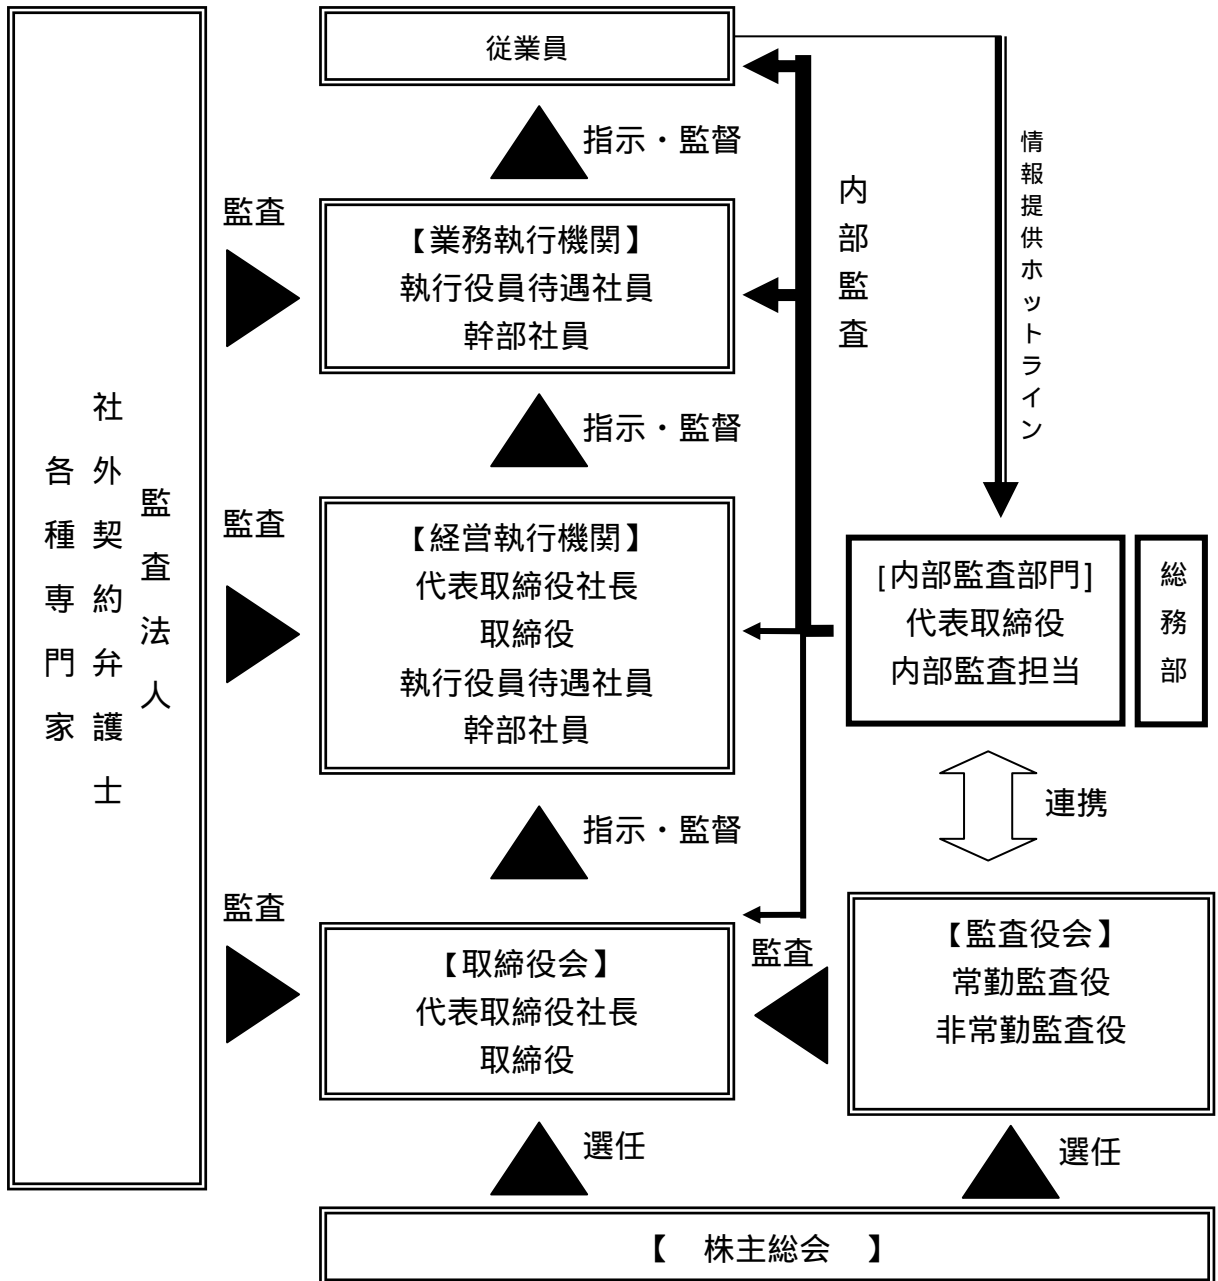 従業員
指示・監督
監査
【業務執行機関】
執行役員待遇社員
幹部社員
内部監査
情報提供ホットライン
指示・監督
監査法人
社外契約弁護士
各種専門家
監査
【経営執行機関】
代表取締役社長
取締役
執行役員待遇社員
幹部社員
[内部監査部門]
代表取締役
内部監査担当
総務部
連携
指示・監督
監査
【取締役会】
代表取締役社長
取締役
監査
【監査役会】
常勤監査役
非常勤監査役
選任
選任
【 株主総会 】